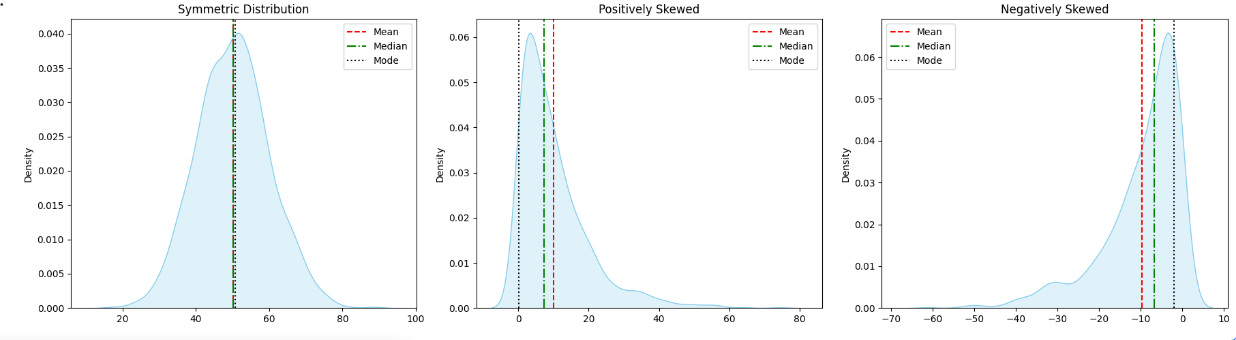 Symmetric Distribution
Mean
Median
Mode
0.040
0.035
0.030
0.025
0.020
0.015
0.010
0.005
0.000
Density
20 40 60 80 100
Positively Skewed
Mean
Median
Mode
0.06
0.05
0.04
0.03
0.02
0.01
0.00
Density
0 20 40 60 80
Negatively Skewed
Mean
Median
Mode
0.06
0.05
0.04
0.03
0.02
0.01
0.00
Density
−70 −60 −50 −40 −30 −20 −10 0 10